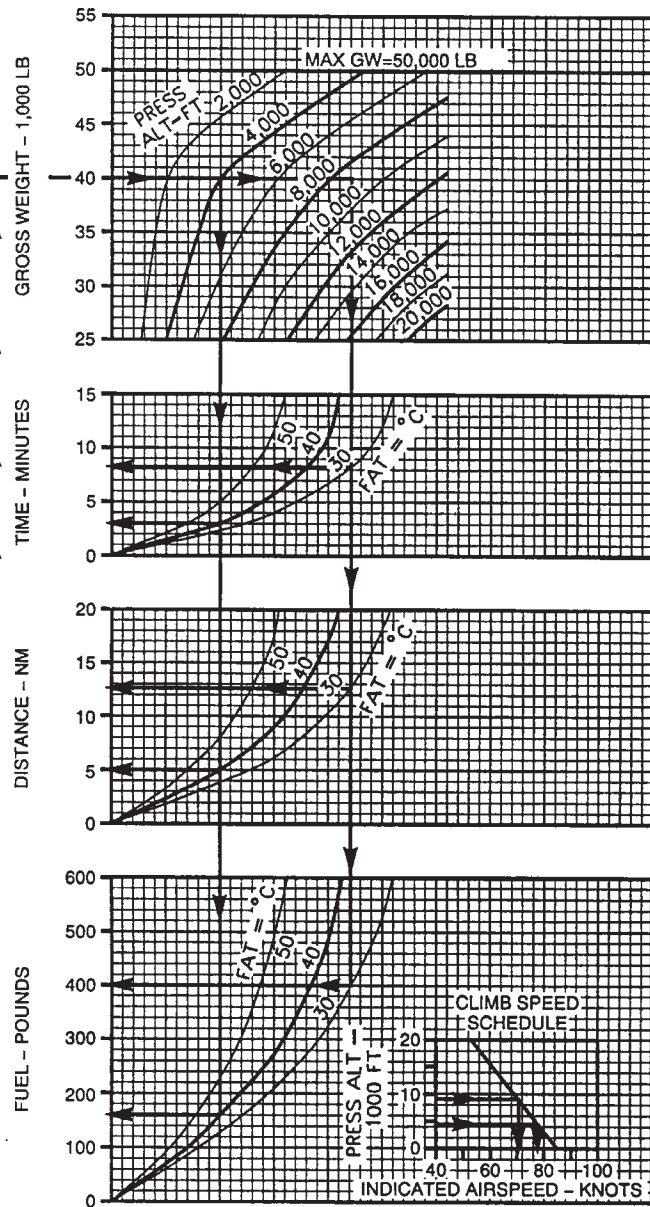 55
50
45
40
35
30
25
GROSS WEIGHT – 1,000 LB
MAX GW=50,000 LB
PRESS
ALT–FT
2,000
4,000
6,000
8,000
10,000
12,000
14,000
16,000
18,000
20,000
15
10
5
0
TIME – MINUTES
50
40
30
FAT = °C
20
15
10
5
0
DISTANCE – NM
50
40
30
FAT = °C
600
500
400
300
200
100
0
FUEL – POUNDS
FAT = °C
50
40
30
CLIMB SPEED
SCHEDULE
PRESS ALT –
1000 FT
20
10
0
40 60 80 100
INDICATED AIRSPEED – KNOTS